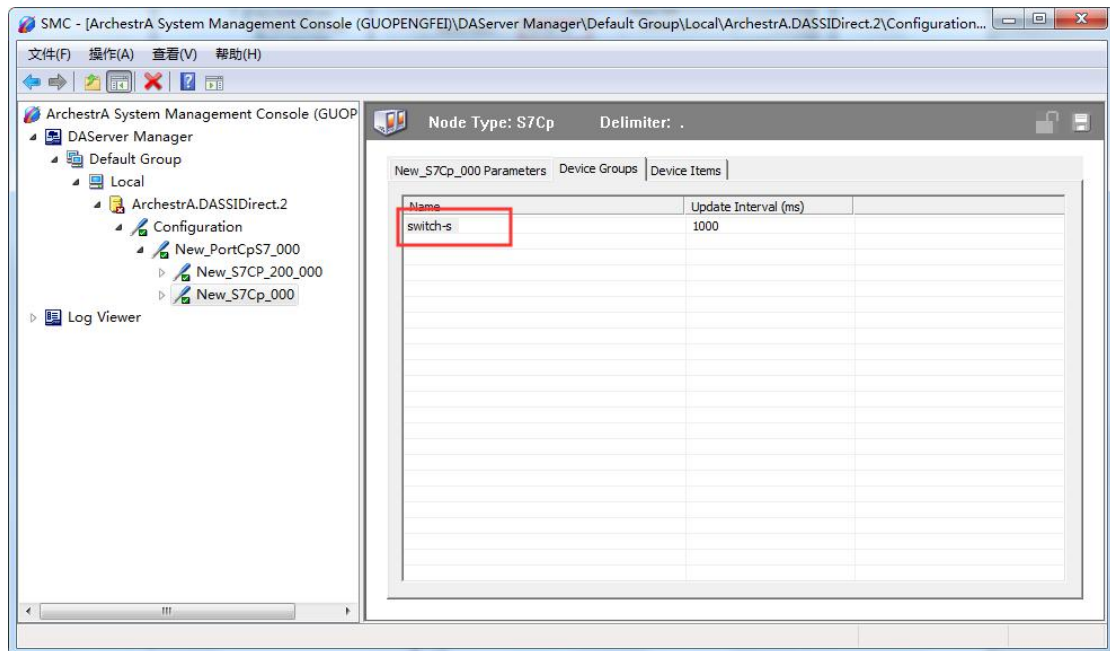 SMC - [ArchestrA System Management Console (GUOPENGFEI)\DAServer Manager\Default Group\Local\ArchestrA.DASSIDirect.2\Configuration...
文件(F) 操作(A) 查看(V) 帮助(H)
ArchestrA System Management Console (GUOP
DAServer Manager
Default Group
Local
ArchestrA.DASSIDirect.2
Configuration
New_PortCpS7_000
New_S7CP_200_000
New_S7Cp_000
Log Viewer
Node Type: S7Cp Delimiter: .
New_S7Cp_000 Parameters Device Groups Device Items
Name Update Interval (ms)
switch-s 1000